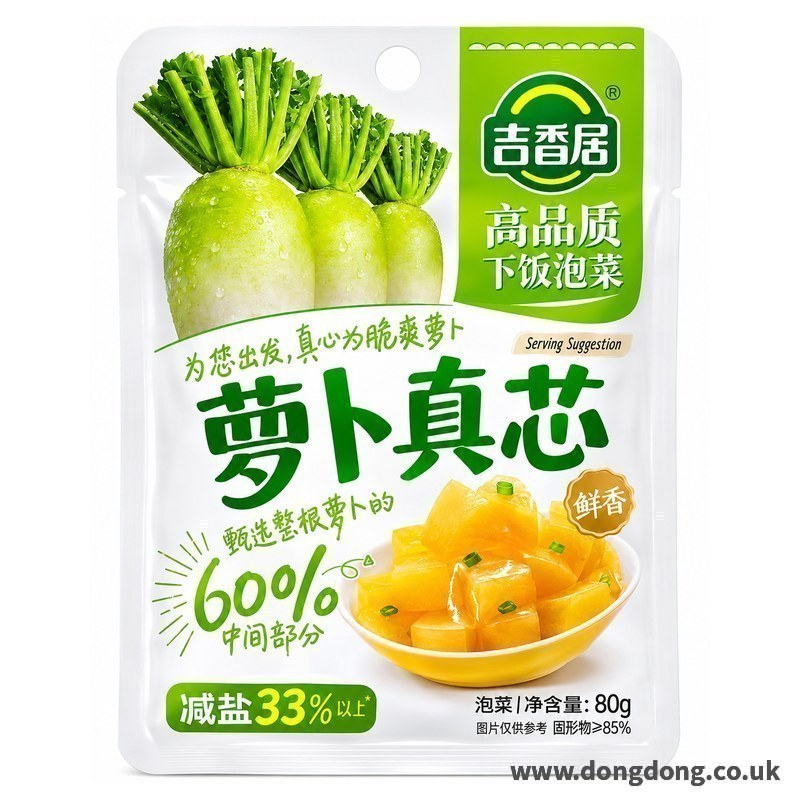 吉香居
®
高品质
下饭泡菜
为您出发,真心为脆爽萝卜
Serving Suggestion
萝卜真芯
鲜香
甄选整根萝卜的
60%
中间部分
减盐33%以上*
泡菜|净含量: 80g
图片仅供参考 固形物≥85%
www.dongdong.co.uk